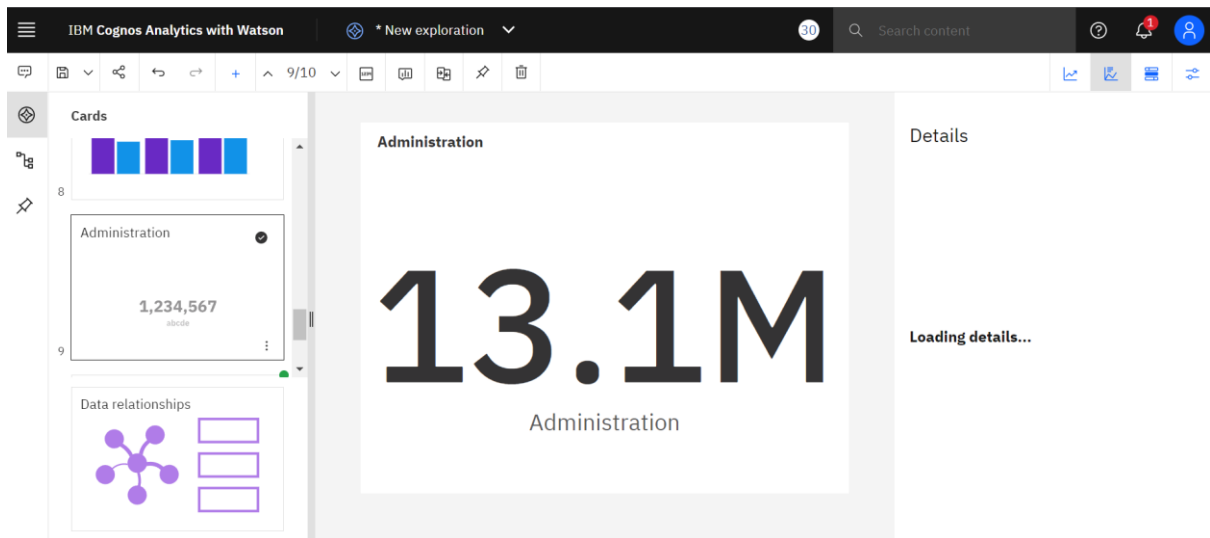 IBM Cognos Analytics with Watson
* New exploration
30
Search content
1
9/10
Cards
8
Administration
1,234,567
abcde
9
Data relationships
Administration
13.1M
Administration
Details
Loading details...